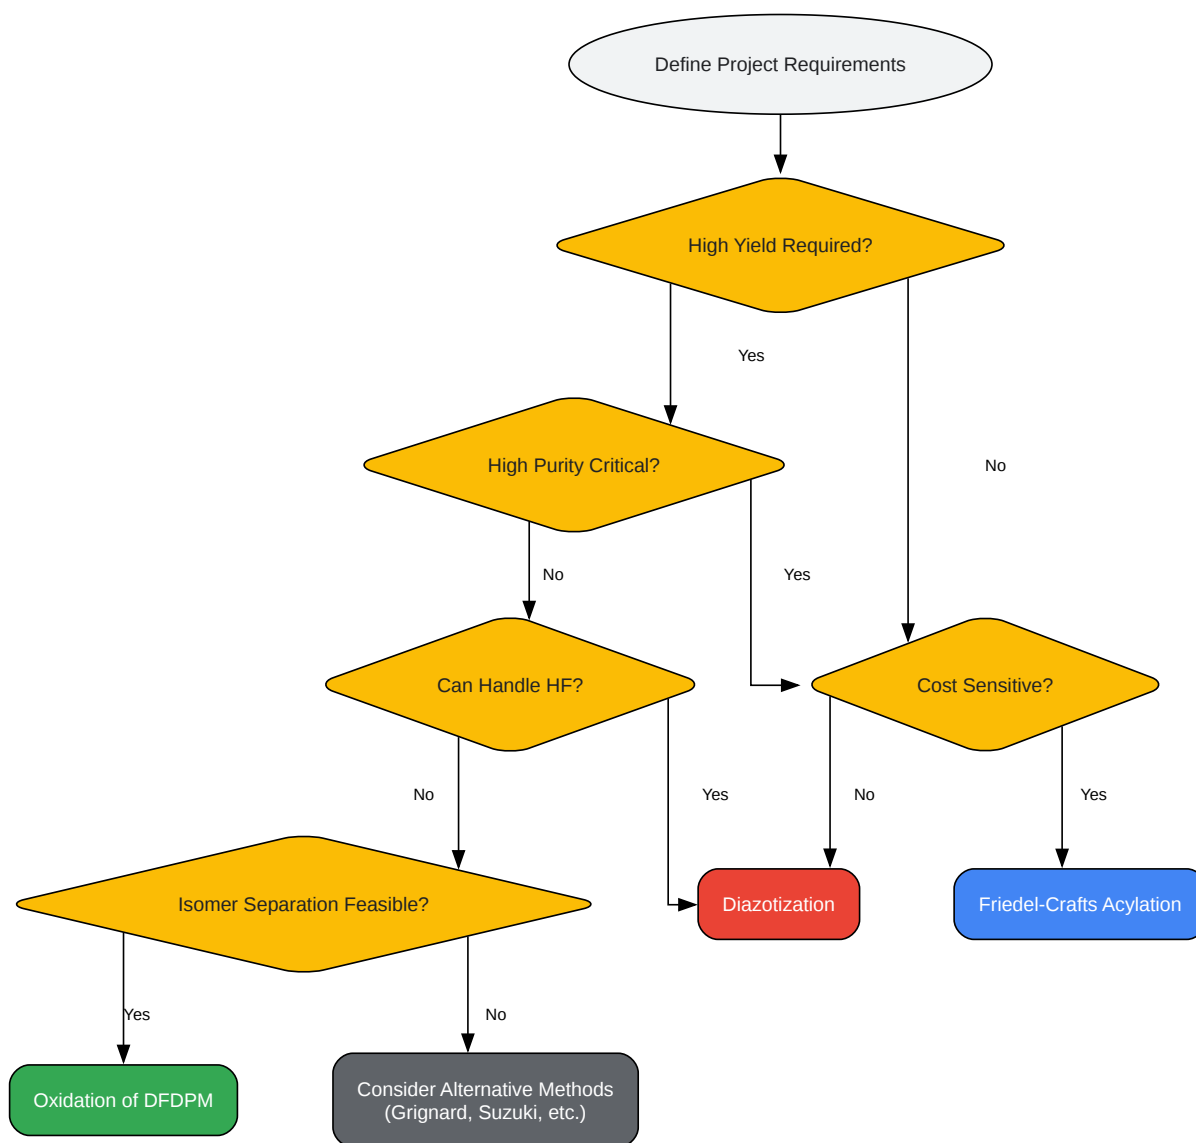 Define Project Requirements
High Yield Required?
Yes
High Purity Critical?
No
No
Yes
Can Handle HF?
Cost Sensitive?
No
Yes
No
Yes
Isomer Separation Feasible?
Diazotization
Friedel-Crafts Acylation
Yes
No
Oxidation of DFDPM
Consider Alternative Methods
(Grignard, Suzuki, etc.)